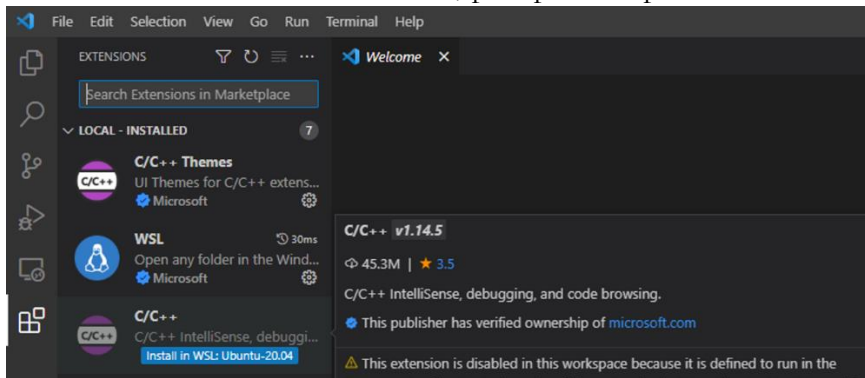 File Edit Selection View Go Run Terminal Help
EXTENSIONS
Welcome
Search Extensions in Marketplace
LOCAL - INSTALLED 7
C/C++ Themes
UI Themes for C/C++ extens...
Microsoft
C/C++
WSL 30ms
Open any folder in the Wind...
Microsoft
C/C++
C/C++ IntelliSense, debuggi...
Install in WSL: Ubuntu-20.04
C/C++
C/C++ v1.14.5
45.3M | 3.5
C/C++ IntelliSense, debugging, and code browsing.
This publisher has verified ownership of microsoft.com
This extension is disabled in this workspace because it is defined to run in the